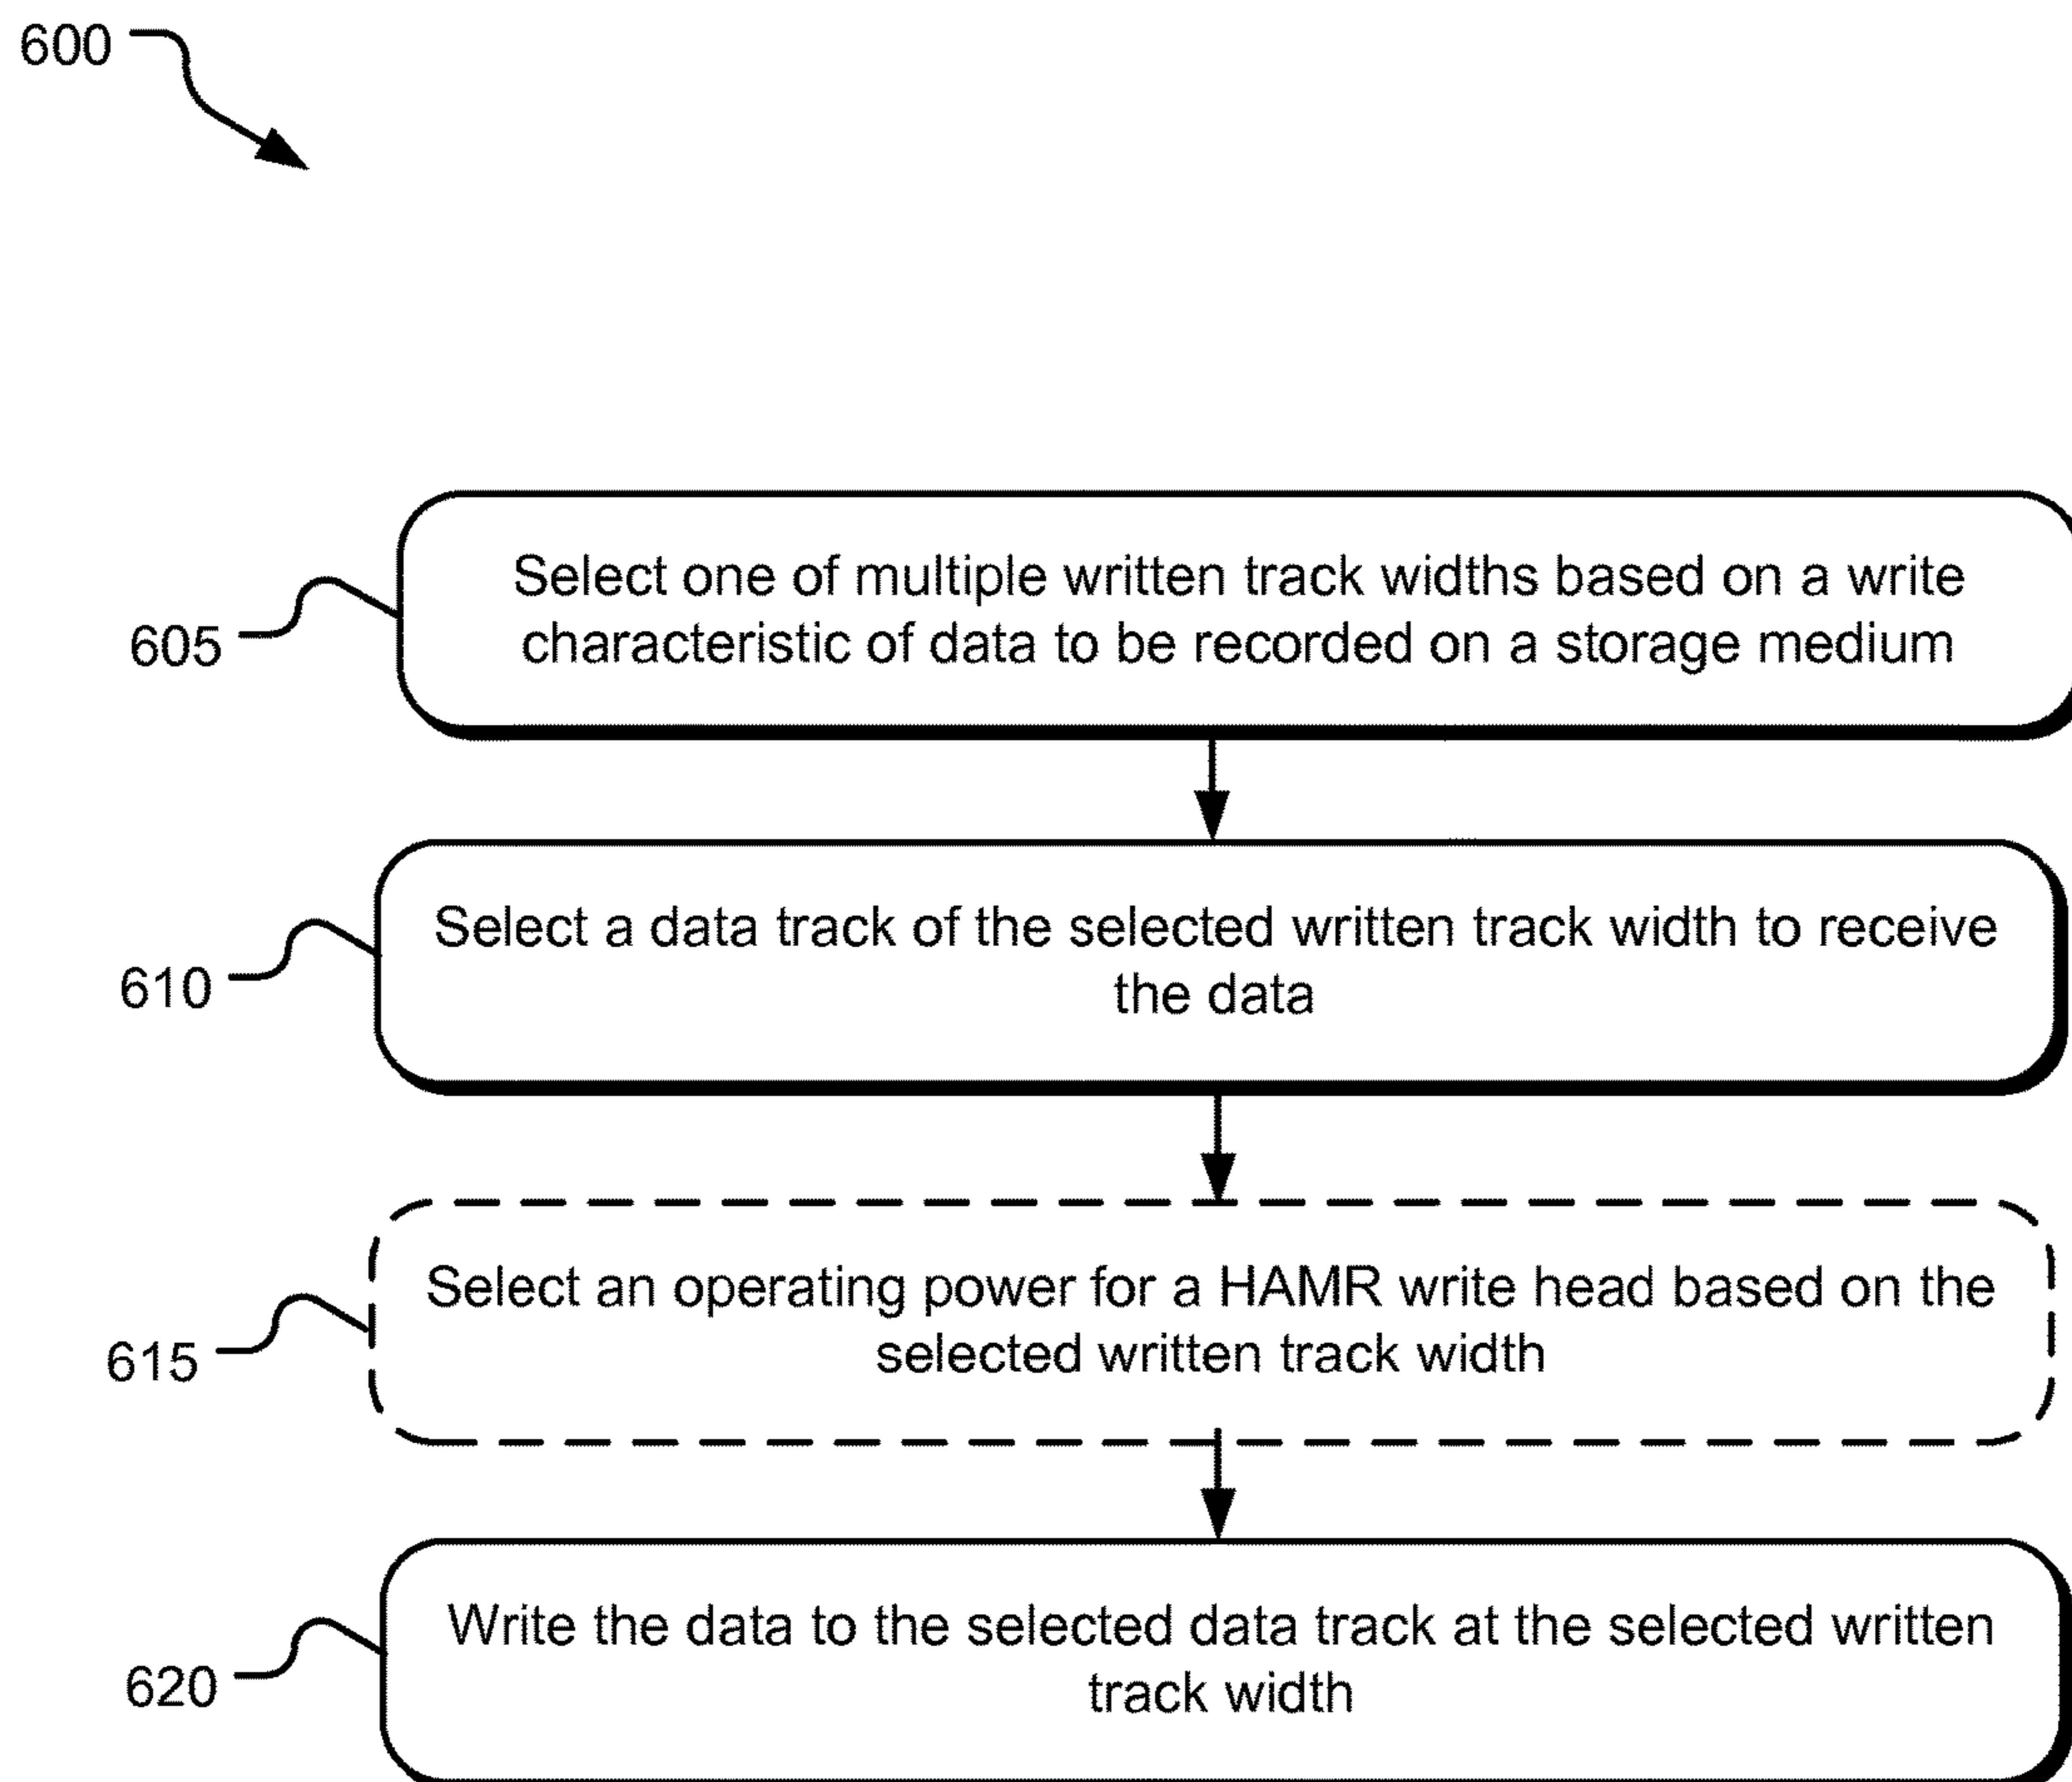 600
Select one of multiple written track widths based on a write
characteristic of data to be recorded on a storage medium
605
Select a data track of the selected written track width to receive
the data
610
Select an operating power for a HAMR write head based on the
selected written track width
615
Write the data to the selected data track at the selected written
track width
620